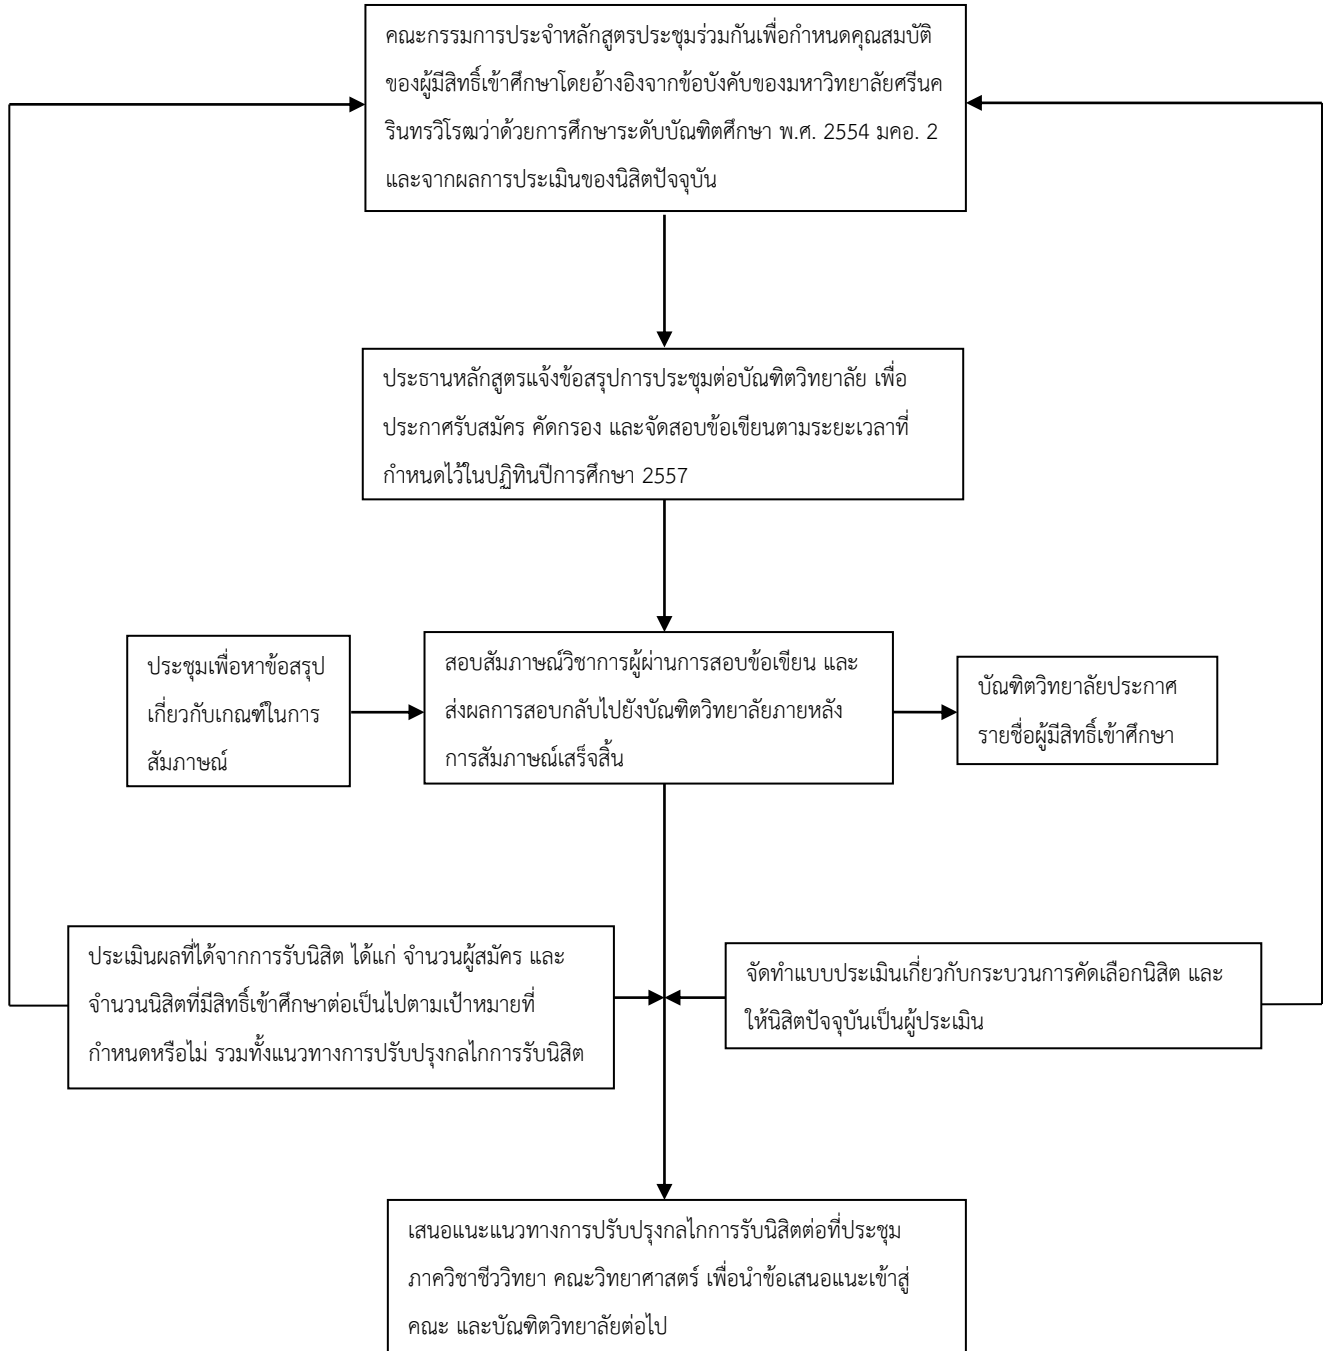 คณะกรรมการประจำหลักสูตรประชุมร่วมกันเพื่อกำหนดคุณสมบัติ
ของผู้มีสิทธิ์เข้าศึกษาโดยอ้างอิงจากข้อบังคับของมหาวิทยาลัยศรีนค
รินทรวิโรฒว่าด้วยการศึกษาระดับบัณฑิตศึกษา พ.ศ. 2554 มคอ. 2
และจากผลการประเมินของนิสิตปัจจุบัน
ประธานหลักสูตรแจ้งข้อสรุปการประชุมต่อบัณฑิตวิทยาลัย เพื่อ
ประกาศรับสมัคร คัดกรอง และจัดสอบข้อเขียนตามระยะเวลาที่
กำหนดไว้ในปฏิทินปีการศึกษา 2557
ประชุมเพื่อหาข้อสรุป
เกี่ยวกับเกณฑ์ในการ
สัมภาษณ์
สอบสัมภาษณ์วิชาการผู้ผ่านการสอบข้อเขียน และ
ส่งผลการสอบกลับไปยังบัณฑิตวิทยาลัยภายหลัง
การสัมภาษณ์เสร็จสิ้น
บัณฑิตวิทยาลัยประกาศ
รายชื่อผู้มีสิทธิ์เข้าศึกษา
ประเมินผลที่ได้จากการรับนิสิต ได้แก่ จำนวนผู้สมัคร และ
จำนวนนิสิตที่มีสิทธิ์เข้าศึกษาต่อเป็นไปตามเป้าหมายที่
กำหนดหรือไม่ รวมทั้งแนวทางการปรับปรุงกลไกการรับนิสิต
จัดทำแบบประเมินเกี่ยวกับกระบวนการคัดเลือกนิสิต และ
ให้นิสิตปัจจุบันเป็นผู้ประเมิน
เสนอแนะแนวทางการปรับปรุงกลไกการรับนิสิตต่อที่ประชุม
ภาควิชาชีววิทยา คณะวิทยาศาสตร์ เพื่อนำข้อเสนอแนะเข้าสู่
คณะ และบัณฑิตวิทยาลัยต่อไป